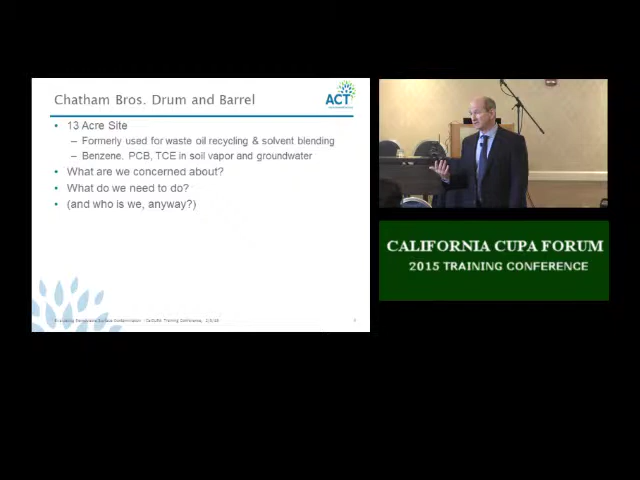 Chatham Bros. Drum and Barrel
ACT
• 13 Acre Site
– Formerly used for waste oil recycling & solvent blending
– Benzene. PCB, TCE in soil vapor and groundwater
• What are we concerned about?
• What do we need to do?
• (and who is we, anyway?)
CALIFORNIA CUPA FORUM
2015 TRAINING CONFERENCE